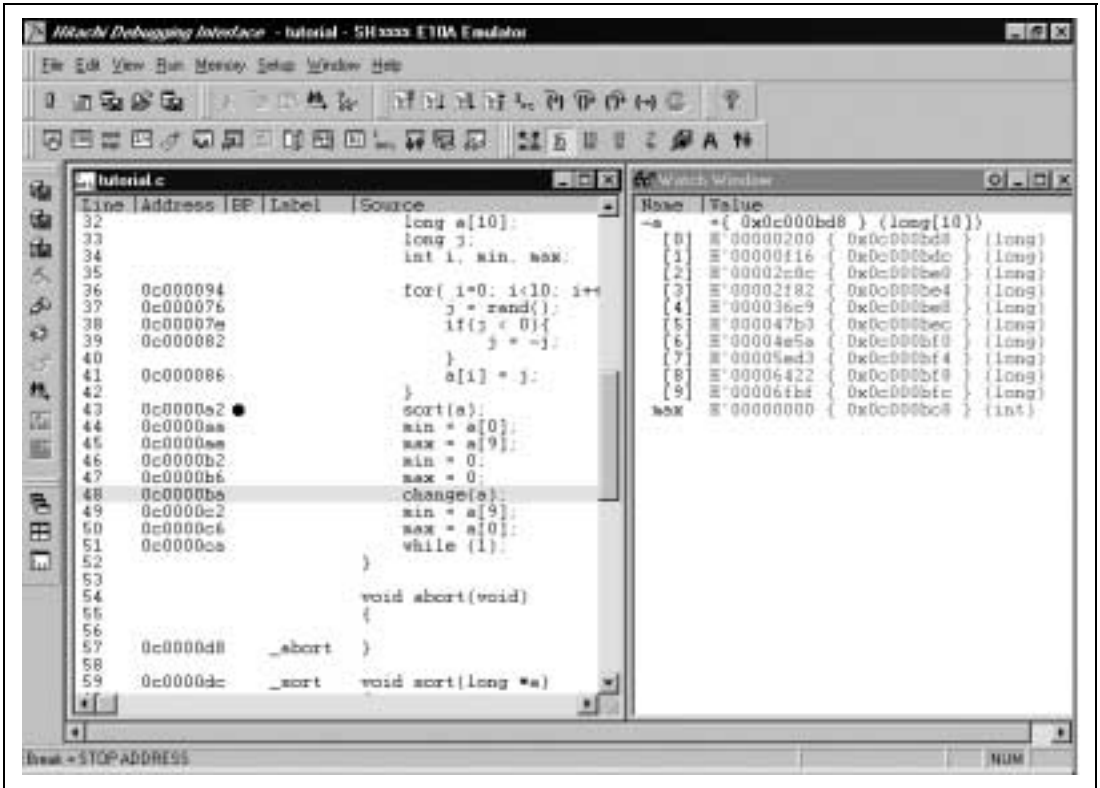 Hitachi Debugging Interface - tutorial - SHxxxx E10A Emulator
File Edit View Run Memory Setup Window Help
tutorial.c
Line Address BP Label Source
32 long a[10];
33 long j;
34 int i, min, max;
35
36 0c000094 for( i=0; i<10; i++
37 0c000076 j = rand();
38 0c00007e if(j < 0){
39 0c000082 j = -j;
40 }
41 0c000086 a[i] = j;
42 }
43 0c0000a2 ● sort(a);
44 0c0000aa min = a[0];
45 0c0000ae max = a[9];
46 0c0000b2 min = 0;
47 0c0000b6 max = 0;
48 0c0000ba change(a);
49 0c0000c2 min = a[9];
50 0c0000c6 max = a[0];
51 0c0000ca while (1);
52 }
53
54 void abort(void)
55 {
56
57 0c0000d8 _abort }
58
59 0c0000dc _sort void sort(long *a)
Watch Window
Name Value
-a ={ 0x0c000bd8 } (long[10])
[0] H'00000200 { 0x0c000bd8 } (long)
[1] H'00000f16 { 0x0c000bdc } (long)
[2] H'00002c0c { 0x0c000be0 } (long)
[3] H'00002f82 { 0x0c000be4 } (long)
[4] H'000036c9 { 0x0c000be8 } (long)
[5] H'000047b3 { 0x0c000bec } (long)
[6] H'00004e5a { 0x0c000bf0 } (long)
[7] H'00005ed3 { 0x0c000bf4 } (long)
[8] H'00006422 { 0x0c000bf8 } (long)
[9] H'00006fbf { 0x0c000bfc } (long)
max H'00000000 { 0x0c000bc8 } (int)
Break = STOP ADDRESS
NUM